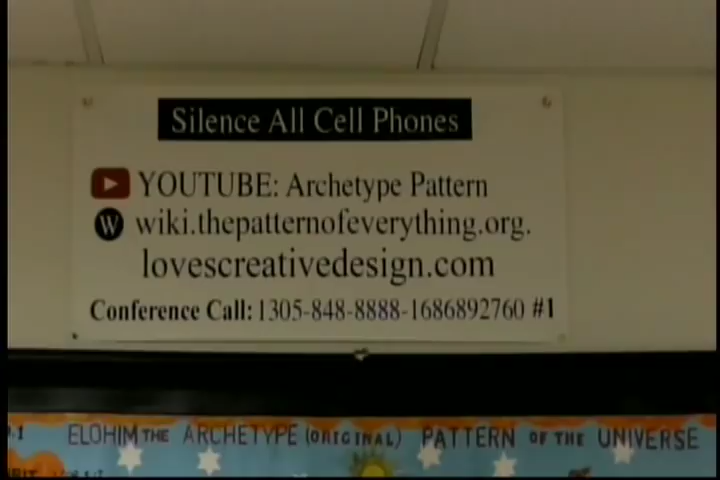 Silence All Cell Phones
YOUTUBE: Archetype Pattern
W wiki.thepatternofeverything.org.
lovescreativedesign.com
Conference Call: 1305-848-8888-1686892760 #1
ELOHIM THE ARCHETYPE (ORIGINAL) PATTERN OF THE UNIVERSE